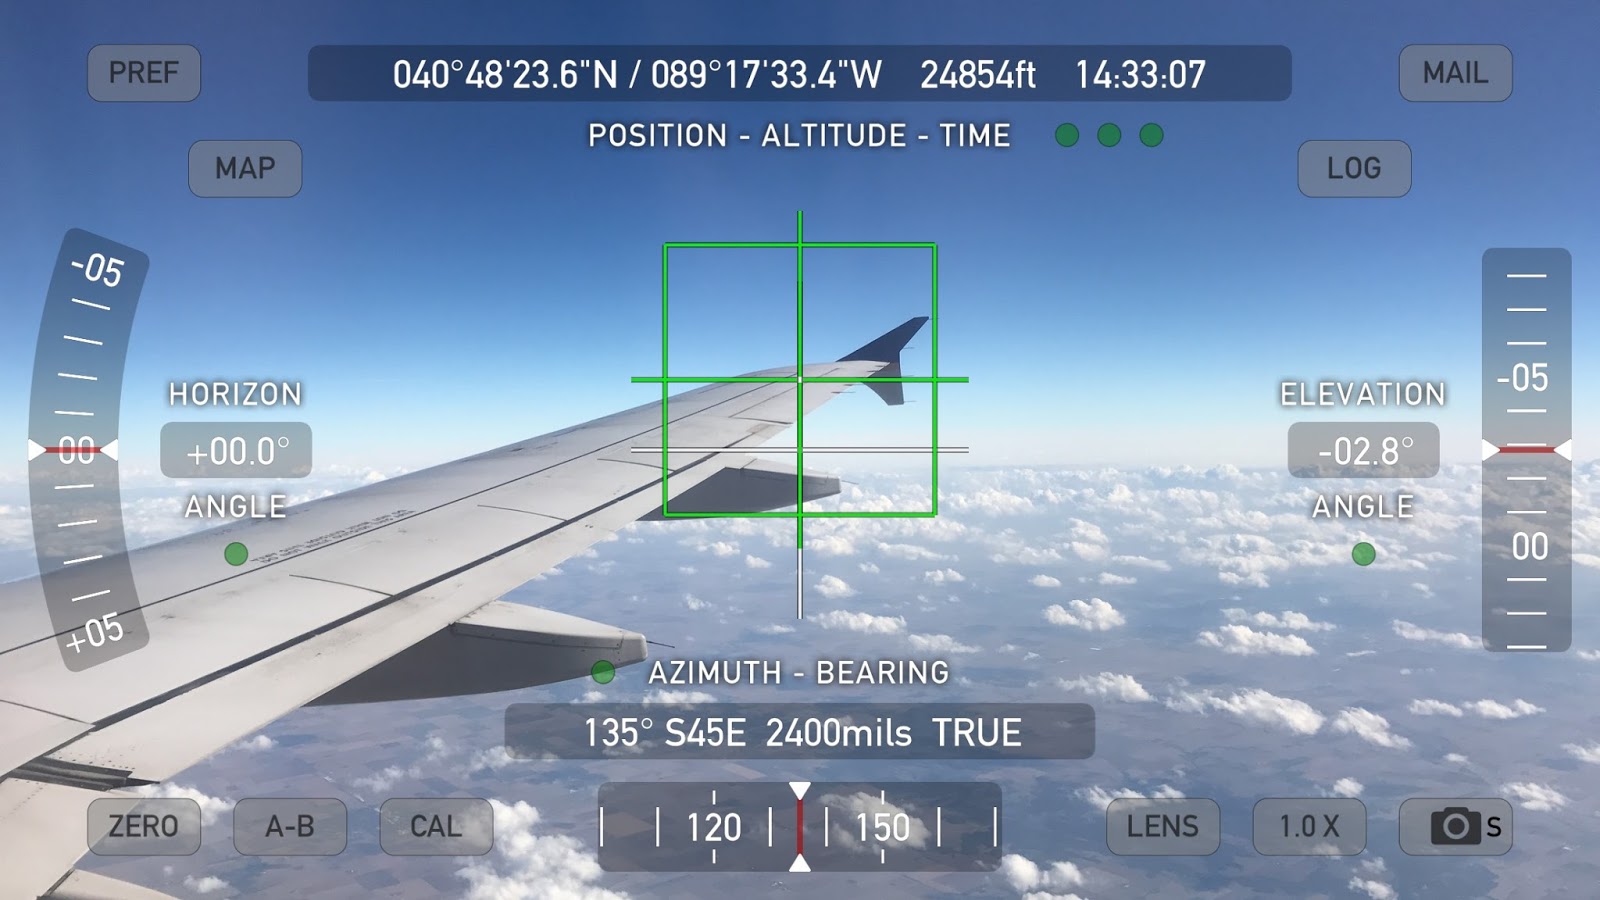 PREF
040°48'23.6"N / 089°17'33.4"W 24854ft 14:33:07
MAIL
POSITION - ALTITUDE - TIME
MAP
LOG
-05
HORIZON
+00.0°
ANGLE
00
+05
ELEVATION
-02.8°
ANGLE
-05
00
AZIMUTH - BEARING
135° S45E 2400mils TRUE
ZERO
A-B
CAL
120
150
LENS
1.0 X
S